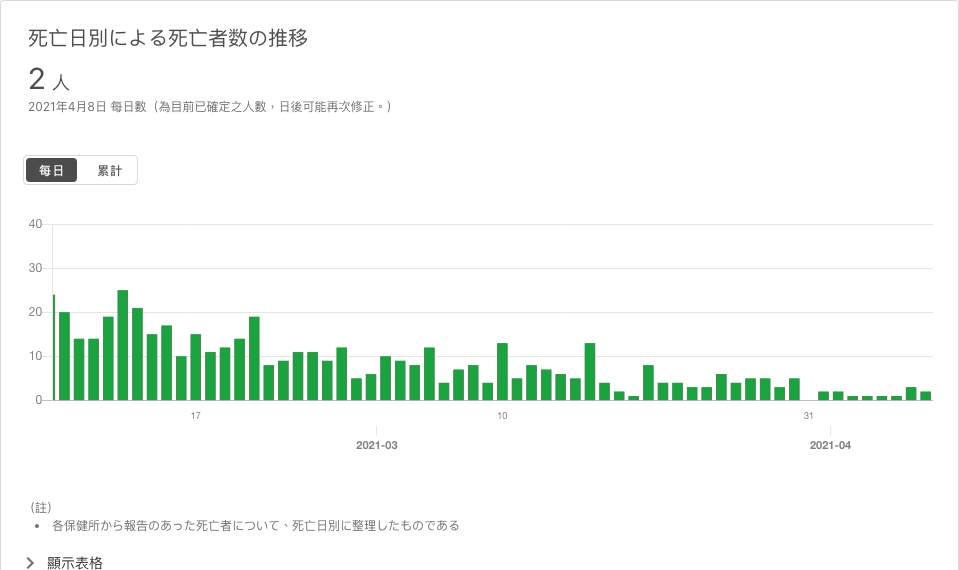 死亡日別による死亡者数の推移
2 人
2021年4月8日 每日數（為目前已確定之人數，日後可能再次修正。）
每日 累計
40
30
20
10
0
17 10 31
2021-03 2021-04
（註）
• 各保健所から報告のあった死亡者について、死亡日別に整理したものである
顯示表格